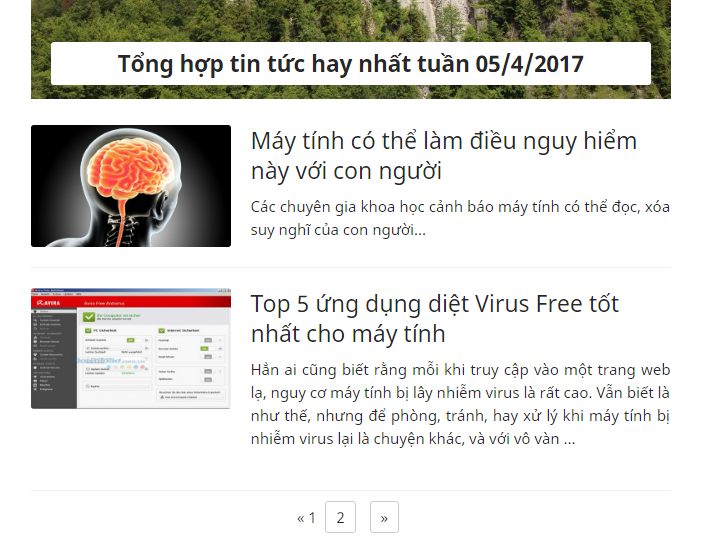 Tổng hợp tin tức hay nhất tuần 05/4/2017
Máy tính có thể làm điều nguy hiểm
này với con người
Các chuyên gia khoa học cảnh báo máy tính có thể đọc, xóa
suy nghĩ của con người...
AVIRA
Avira Free Antivirus
Top 5 ứng dụng diệt Virus Free tốt
nhất cho máy tính
Hẳn ai cũng biết rằng mỗi khi truy cập vào một trang web
lạ, nguy cơ máy tính bị lây nhiễm virus là rất cao. Vẫn biết là
như thế, nhưng để phòng, tránh, hay xử lý khi máy tính bị
nhiễm virus lại là chuyện khác, và với vô vàn ...
« 1 2 »